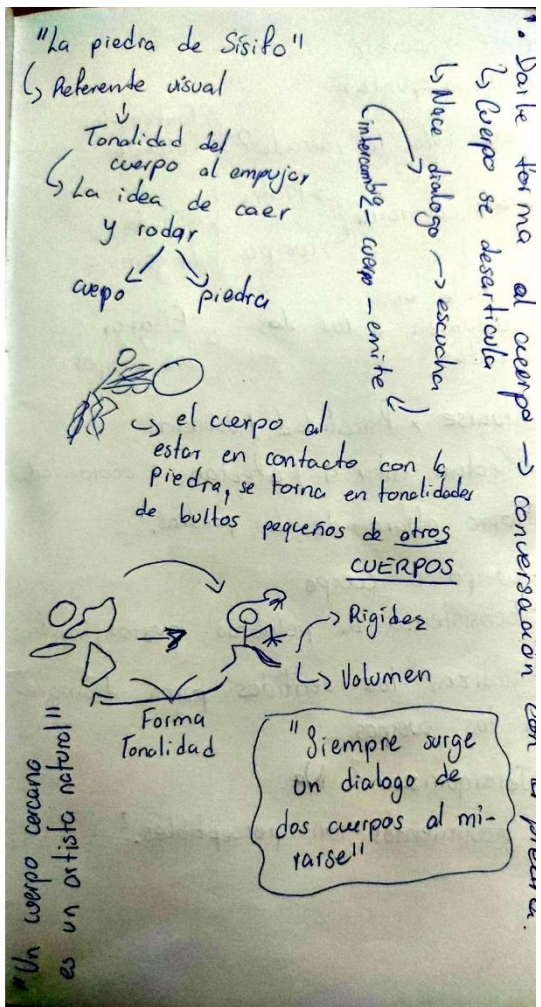 "La piedra de Sísifo"
↳ Referente visual
↓
Tonalidad del
cuerpo al empujar
↳ La idea de caer
y rodar
cuepo piedra
↳ el cuerpo al
estar en contacto con la
piedra, se torna en tonalidades
de bultos pequeños de otros
CUERPOS
→ Rigides
↳ Volumen
Forma
Tonalidad
"Siempre surge
un dialogo de
dos cuerpos al mi-
rarse"
"Un cuerpo cercano
es un artista natural"
Darle forma al cuerpo → conversación con la piedra.
↳ Cuerpo se desarticula
↳ Nace dialogo → escucha
intercambio - cuerpo - emite